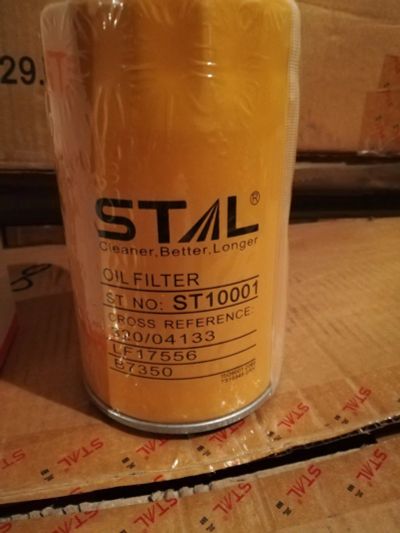 29.
STAL®
Cleaner,Better,Longer
OIL FILTER
ST NO: ST10001
CROSS REFERENCE:
320/04133
LF17556
B7350
STAL
STAL
STAL
STAL
STAL
STAL